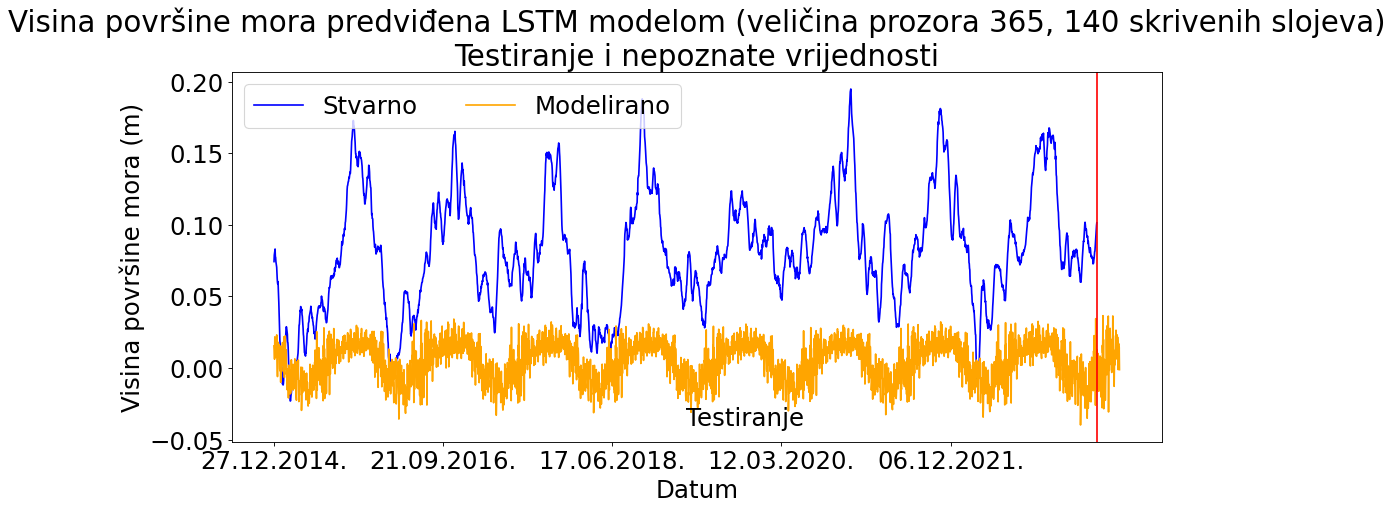 Visina površine mora predviđena LSTM modelom (veličina prozora 365, 140 skrivenih slojeva)
Testiranje i nepoznate vrijednosti
Stvarno
Modelirano
Visina površine mora (m)
0.20
0.15
0.10
0.05
0.00
−0.05
Testiranje
27.12.2014.
21.09.2016.
17.06.2018.
12.03.2020.
06.12.2021.
Datum